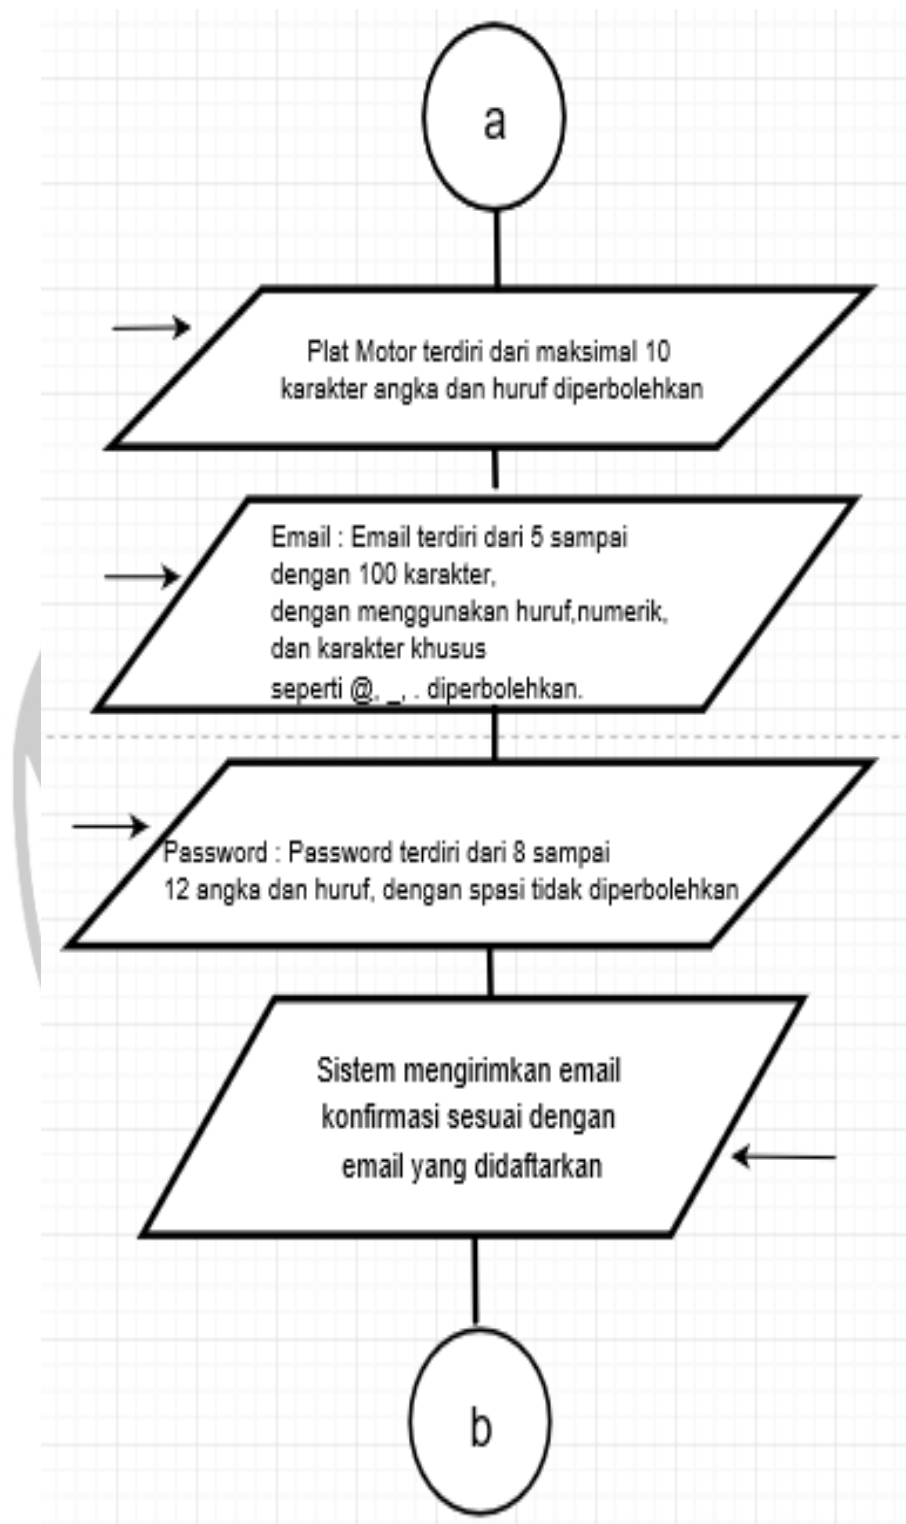 a
Plat Motor terdiri dari maksimal 10
karakter angka dan huruf diperbolehkan
Email : Email terdiri dari 5 sampai
dengan 100 karakter,
dengan menggunakan huruf,numerik,
dan karakter khusus
seperti @, _, . diperbolehkan.
Password : Password terdiri dari 8 sampai
12 angka dan huruf, dengan spasi tidak diperbolehkan
Sistem mengirimkan email
konfirmasi sesuai dengan
email yang didaftarkan
b